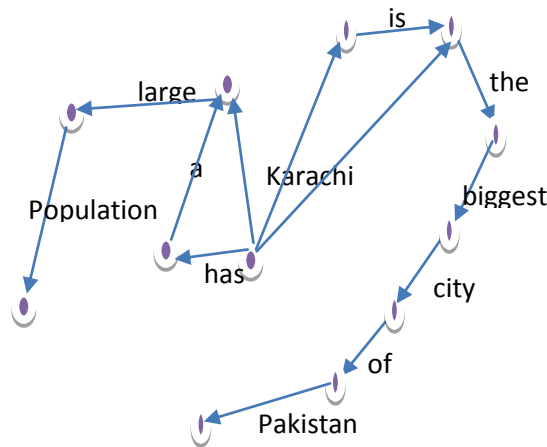 is
the
large
a
Karachi
biggest
Population
has
city
of
Pakistan